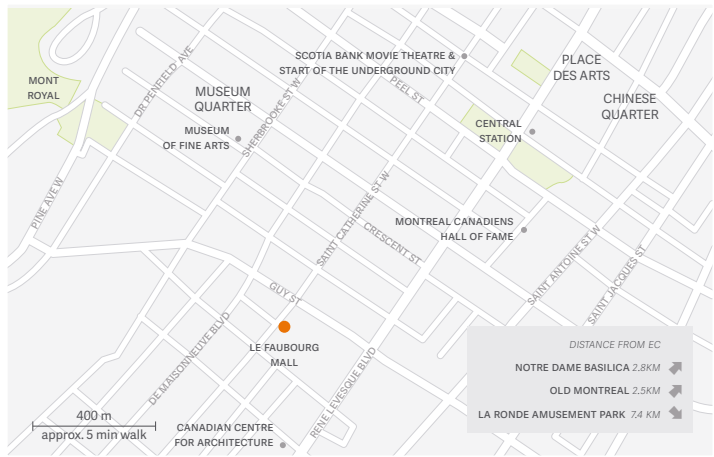 SCOTIA BANK MOVIE THEATRE &
START OF THE UNDERGROUND CITY
PLACE
DES ARTS
MONT
ROYAL
DR PENFIELD AVE
MUSEUM
QUARTER
PEEL ST
CHINESE
QUARTER
SHERBROOKE ST W
MUSEUM
OF FINE ARTS
CENTRAL
STATION
PINE AVE W
SAINT CATHERINE ST W
CRESCENT ST
MONTREAL CANADIENS
HALL OF FAME
SAINT ANTOINE ST W
SAINT JACQUES ST
GUY ST
LE FAUBOURG
MALL
DE MAISONNEUVE BLVD
RENE LEVESQUE BLVD
DISTANCE FROM EC
NOTRE DAME BASILICA 2.8KM
OLD MONTREAL 2.5KM
LA RONDE AMUSEMENT PARK 7.4 KM
400 m
approx. 5 min walk
CANADIAN CENTRE
FOR ARCHITECTURE